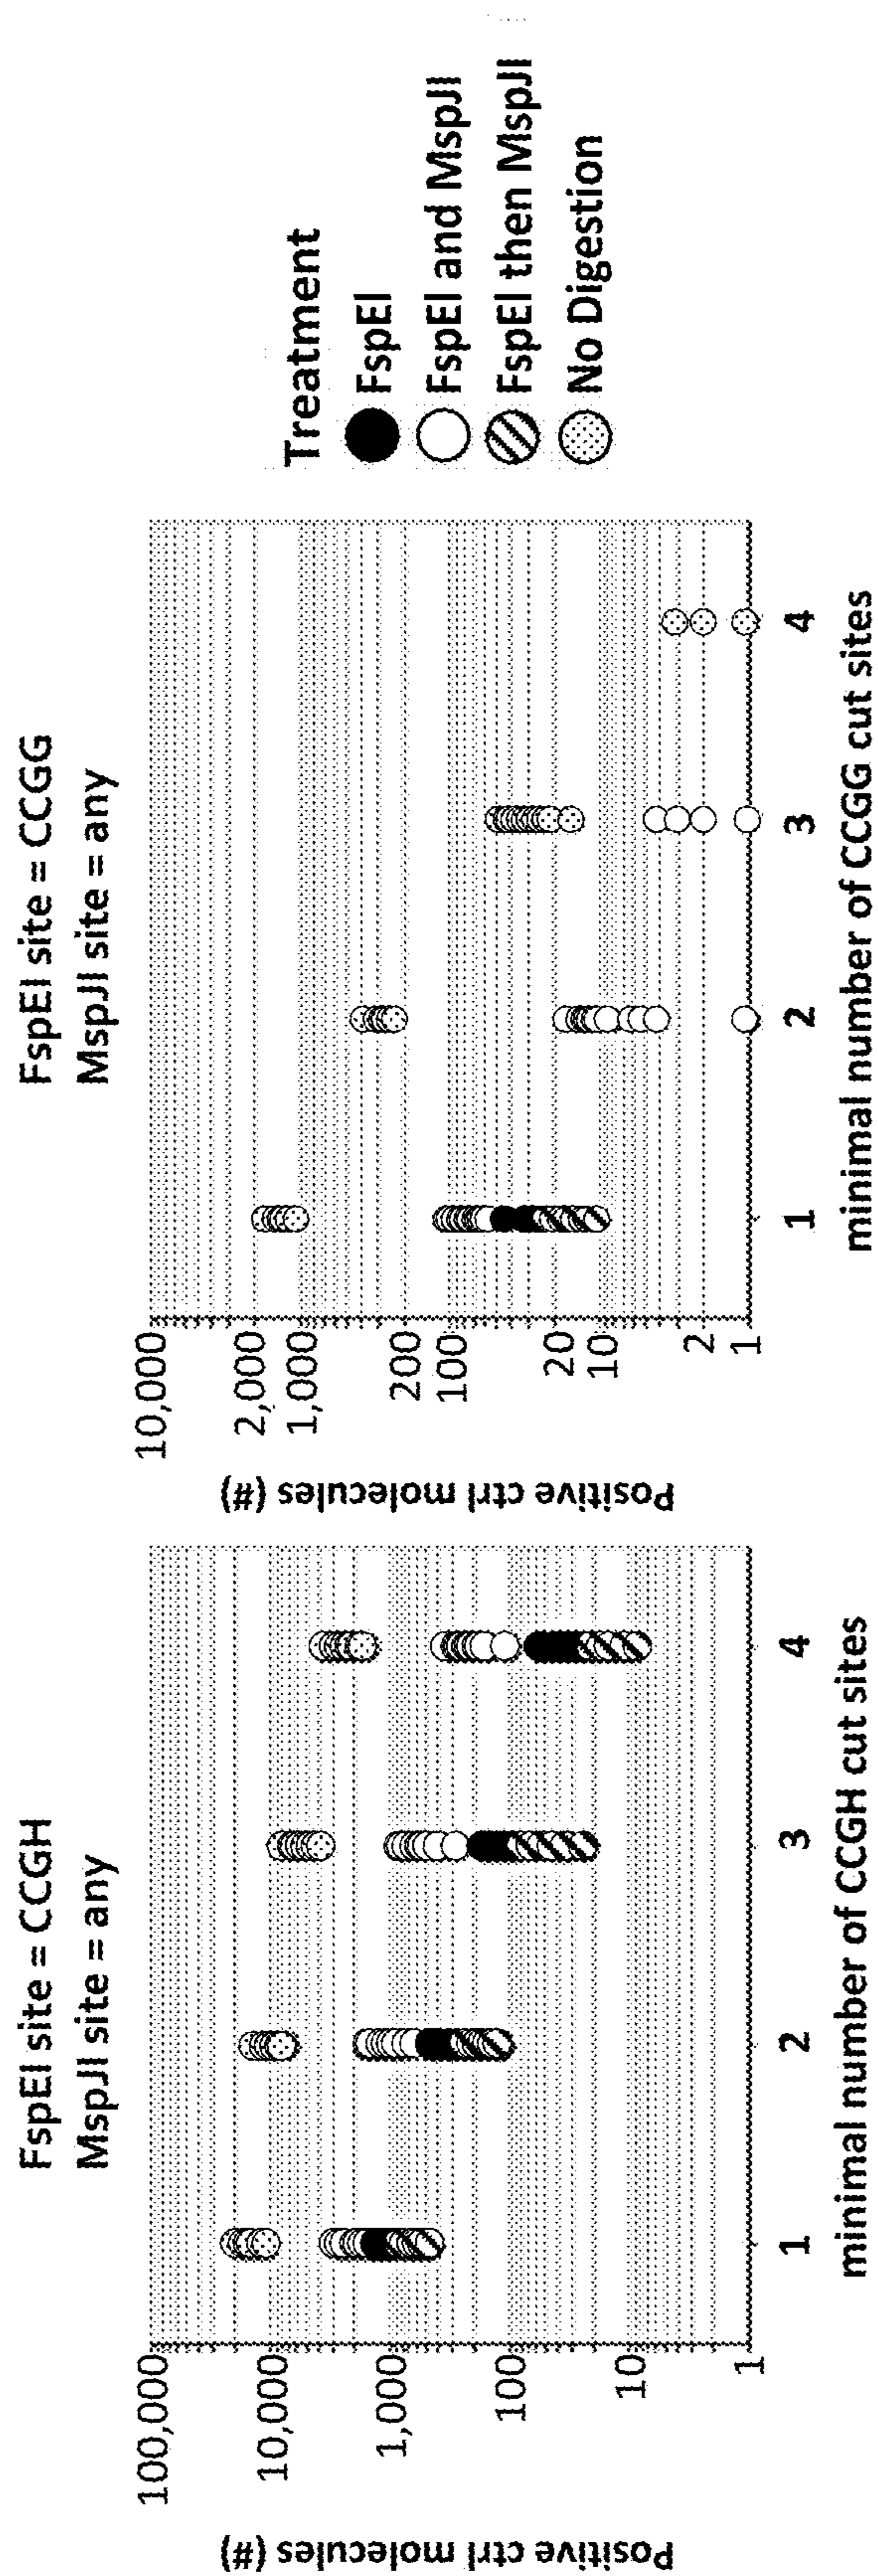 FspEI site = CCGH
MspJI site = any
Positive ctrl molecules (#)
100,000
10,000
1,000
100
10
1
1 2 3 4
minimal number of CCGH cut sites
FspEI site = CCGG
MspJI site = any
Positive ctrl molecules (#)
10,000
2,000
1,000
200
100
20
10
2
1
1 2 3 4
minimal number of CCGG cut sites
Treatment
FspEI
FspEI and MspJI
FspEI then MspJI
No Digestion